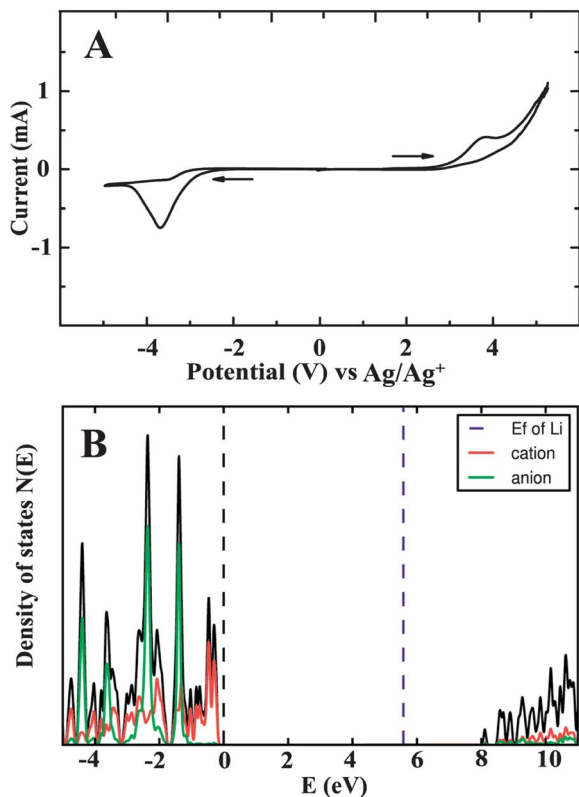 A
1
0
-1
Current (mA)
-4
-2
0
2
4
Potential (V) vs Ag/Ag⁺
B
Ef of Li
cation
anion
Density of states N(E)
-4
-2
0
2
4
6
8
10
E (eV)